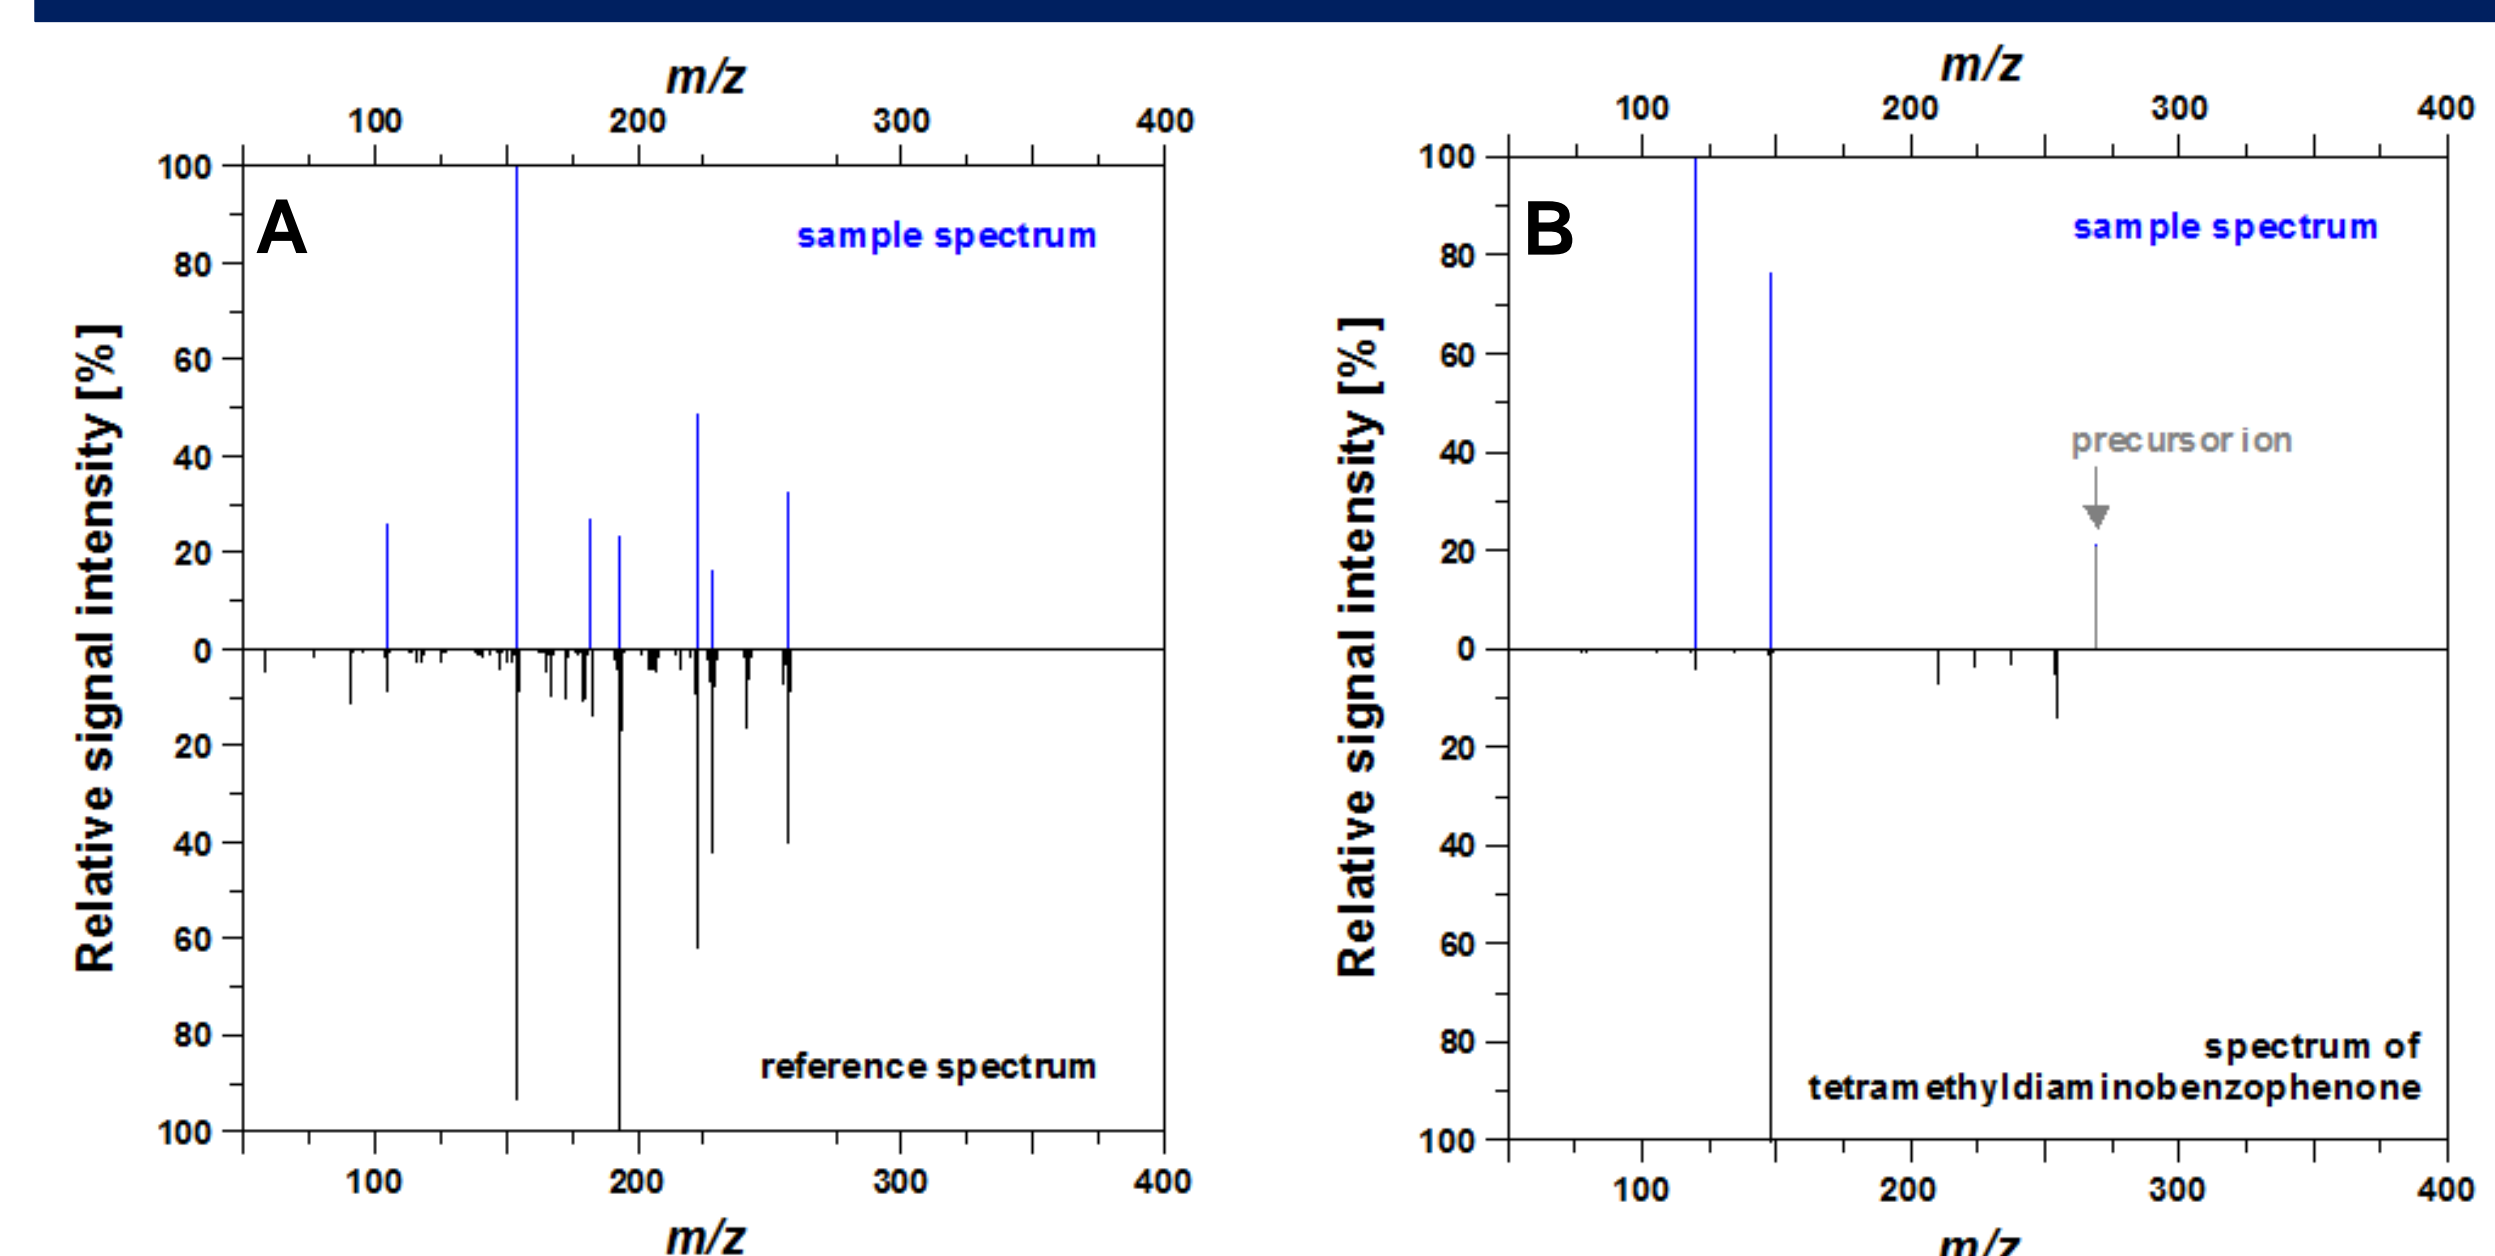 m/z
100 200 300 400
100
A
sample spectrum
80
60
40
20
0
20
40
60
80
reference spectrum
100
100 200 300 400
m/z
Relative signal intensity [%]
m/z
100 200 300 400
100
B
sample spectrum
80
60
precursor ion
40
20
0
20
40
60
80
spectrum of
tetramethyldiaminobenzophenone
100
100 200 300 400
m/z
Relative signal intensity [%]